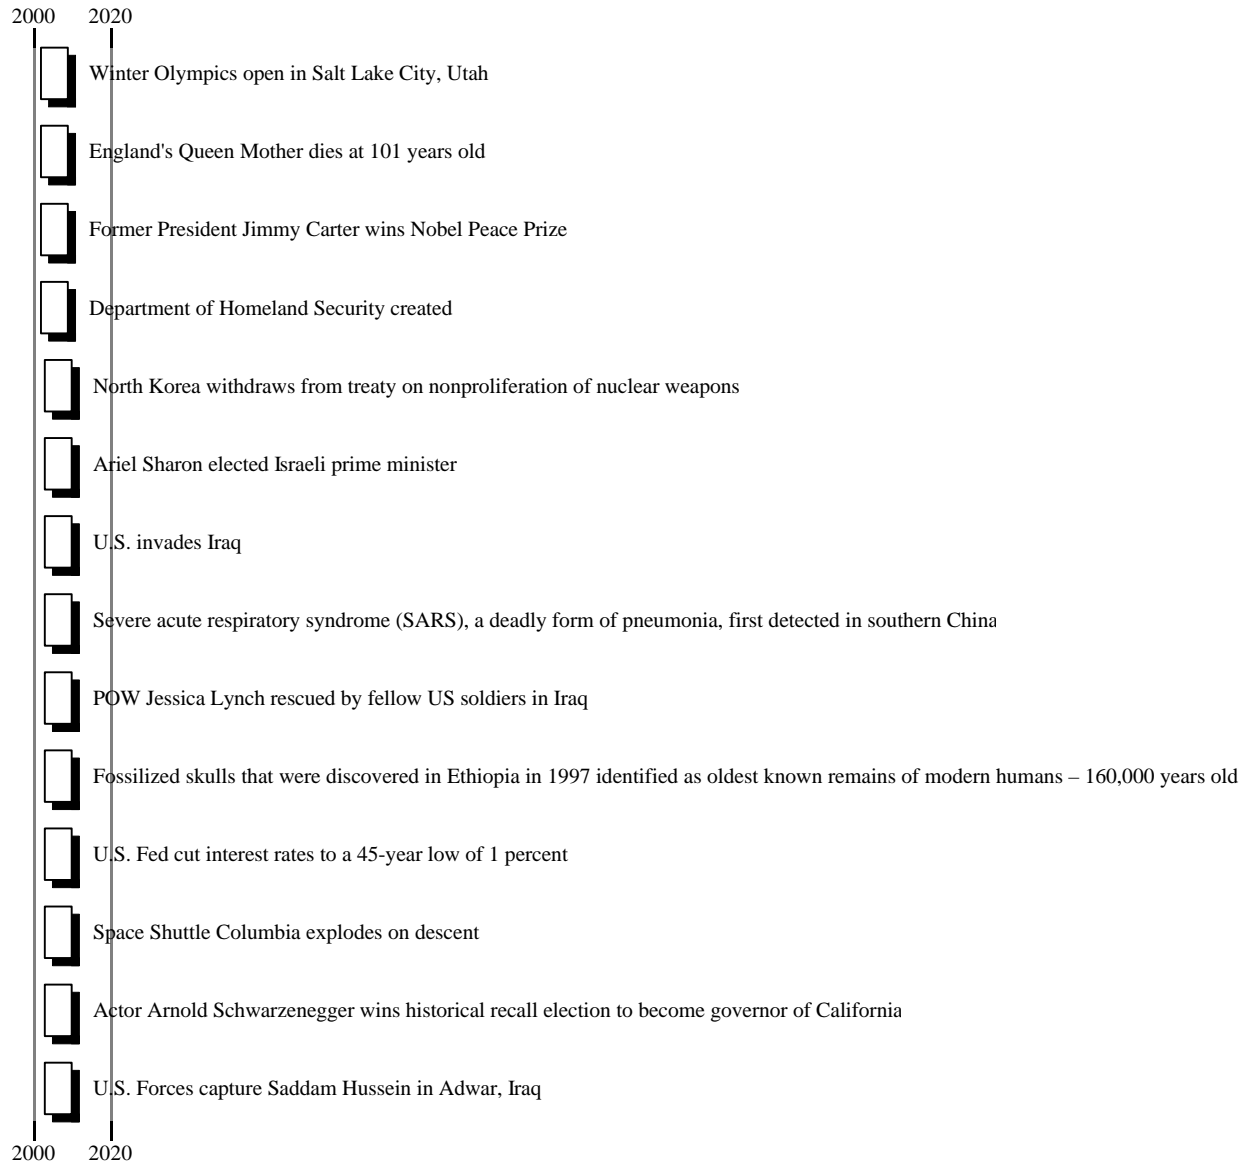 2000 2020
Winter Olympics open in Salt Lake City, Utah
England's Queen Mother dies at 101 years old
Former President Jimmy Carter wins Nobel Peace Prize
Department of Homeland Security created
North Korea withdraws from treaty on nonproliferation of nuclear weapons
Ariel Sharon elected Israeli prime minister
U.S. invades Iraq
Severe acute respiratory syndrome (SARS), a deadly form of pneumonia, first detected in southern China
POW Jessica Lynch rescued by fellow US soldiers in Iraq
Fossilized skulls that were discovered in Ethiopia in 1997 identified as oldest known remains of modern humans – 160,000 years old
U.S. Fed cut interest rates to a 45-year low of 1 percent
Space Shuttle Columbia explodes on descent
Actor Arnold Schwarzenegger wins historical recall election to become governor of California
U.S. Forces capture Saddam Hussein in Adwar, Iraq
2000 2020